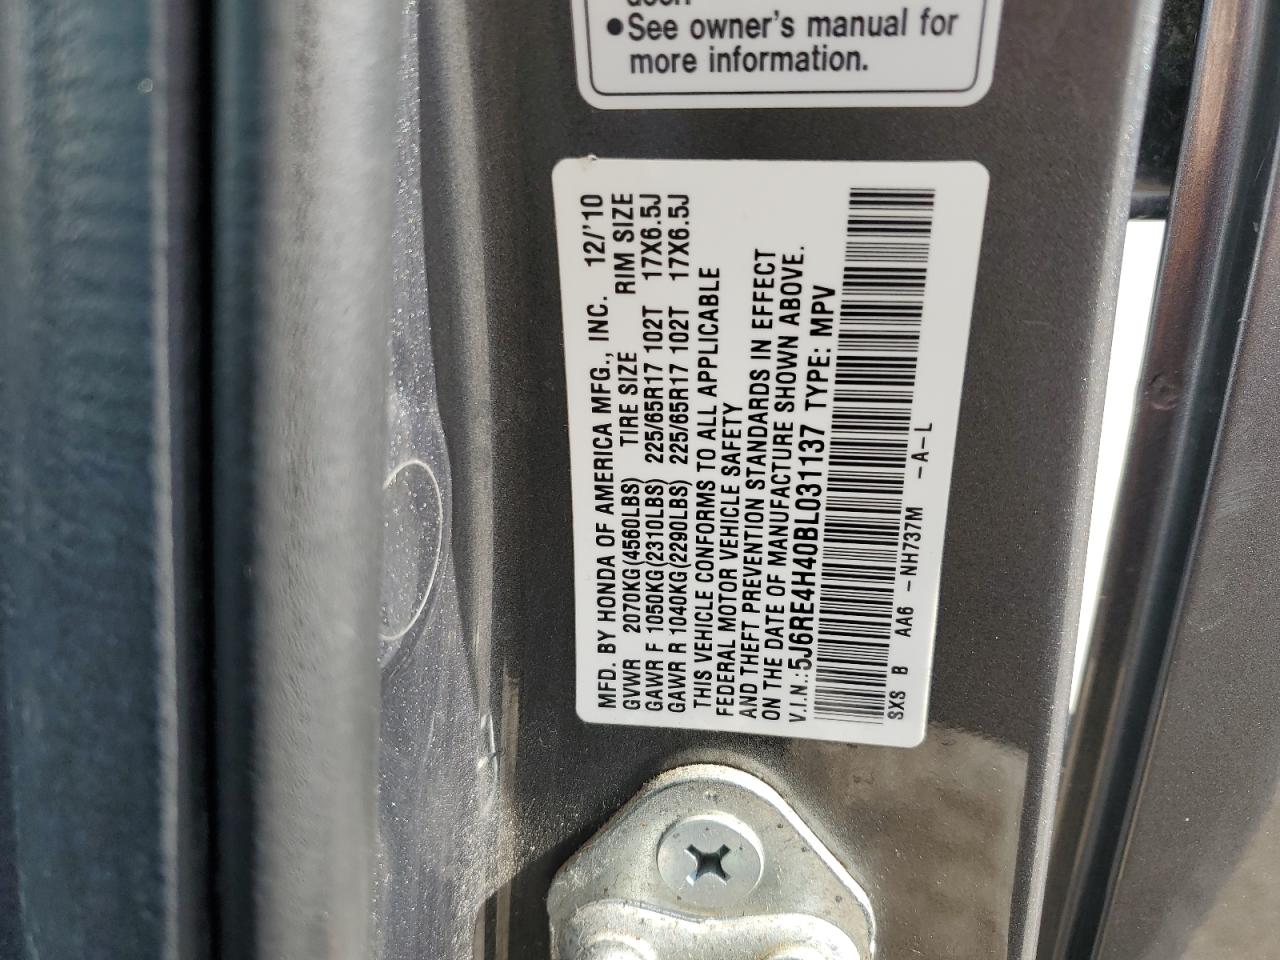 See owner's manual for
more information.
MFD. BY HONDA OF AMERICA MFG., INC. 12/'10
GVWR 2070KG(4560LBS) TIRE SIZE RIM SIZE
GAWR F 1050KG(2310LBS) 225/65R17 102T 17X6.5J
GAWR R 1040KG(2290LBS) 225/65R17 102T 17X6.5J
THIS VEHICLE CONFORMS TO ALL APPLICABLE
FEDERAL MOTOR VEHICLE SAFETY
AND THEFT PREVENTION STANDARDS IN EFFECT
ON THE DATE OF MANUFACTURE SHOWN ABOVE.
V.I.N.:5J6RE4H40BL031137 TYPE: MPV
SXS B AA6 -NH737M -A-L